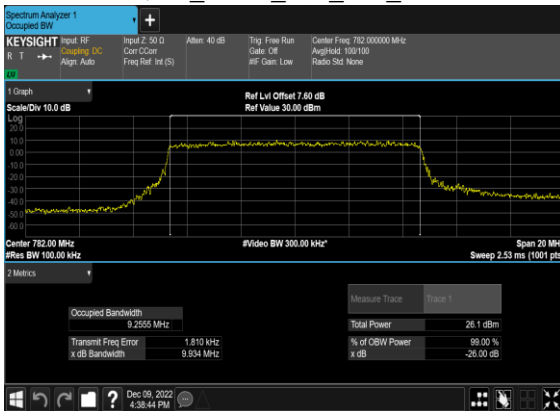 Spectrum Analyzer 1
Occupied BW
KEYSIGHT Input: RF Input Z: 50 Ω Atten: 40 dB Trig: Free Run Center Freq: 782.000000 MHz
R T Coupling: DC Corr CCorr Gate: Off Avg|Hold: 100/100
Align: Auto Freq Ref: Int (S) #IF Gain: Low Radio Std: None
1 Graph
Ref Lvl Offset 7.60 dB
Scale/Div 10.0 dB Ref Value 30.00 dBm
Log
20.0
10.0
0.00
-10.0
-20.0
-30.0
-40.0
-50.0
-60.0
Center 782.00 MHz #Video BW 300.00 kHz* Span 20 MH
#Res BW 100.00 kHz Sweep 2.53 ms (1001 pts
2 Metrics
Measure Trace Trace 1
Occupied Bandwidth
9.2555 MHz Total Power 26.1 dBm
Transmit Freq Error 1.810 kHz % of OBW Power 99.00 %
x dB Bandwidth 9.934 MHz x dB -26.00 dB
Dec 09, 2022
4:38:44 PM